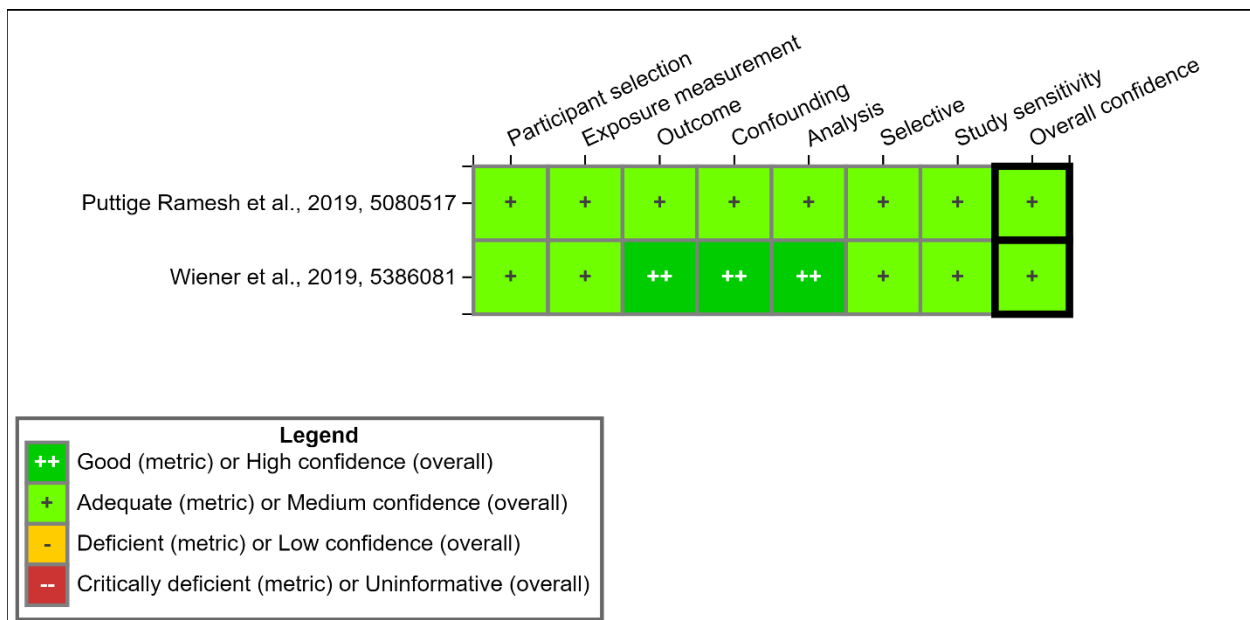 Participant selection
Exposure measurement
Outcome
Confounding
Analysis
Selective
Study sensitivity
Overall confidence
Puttige Ramesh et al., 2019, 5080517
+ + + + + + + +
Wiener et al., 2019, 5386081
+ + ++ ++ ++ + + +
Legend
++ Good (metric) or High confidence (overall)
+ Adequate (metric) or Medium confidence (overall)
- Deficient (metric) or Low confidence (overall)
-- Critically deficient (metric) or Uninformative (overall)